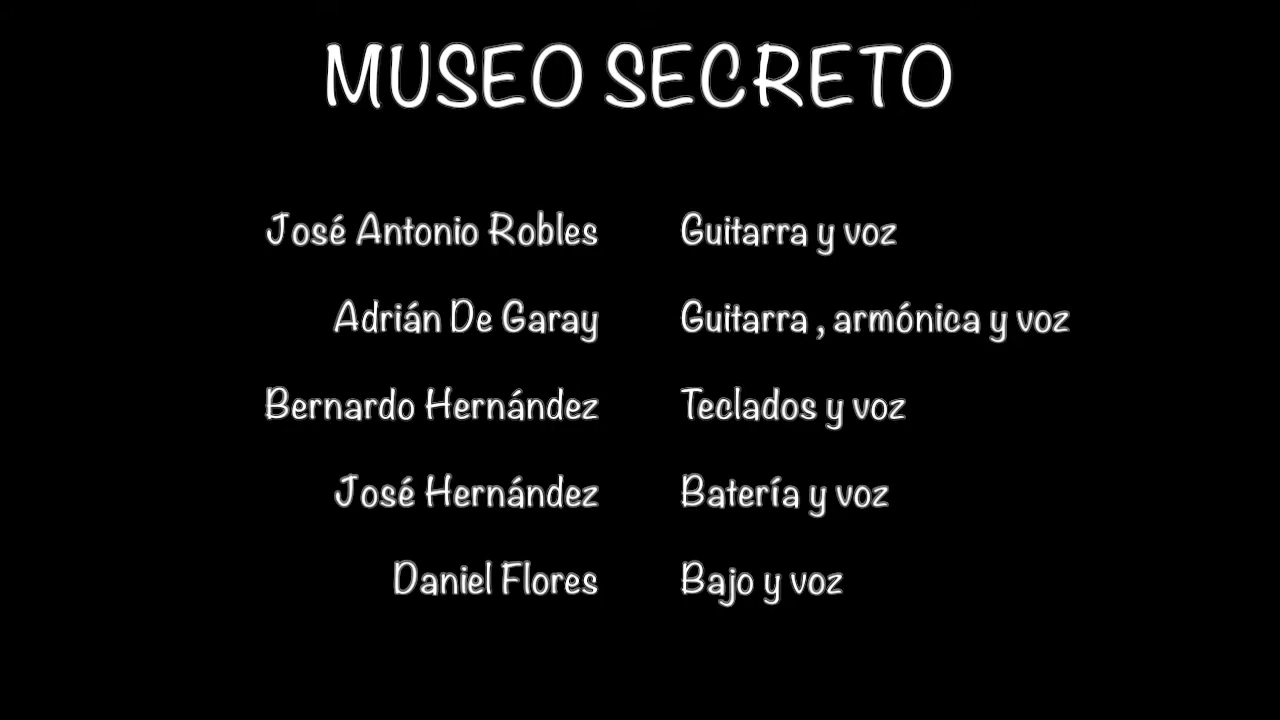 MUSEO SECRETO
José Antonio Robles Guitarra y voz
Adrián De Garay Guitarra , armónica y voz
Bernardo Hernández Teclados y voz
José Hernández Batería y voz
Daniel Flores Bajo y voz